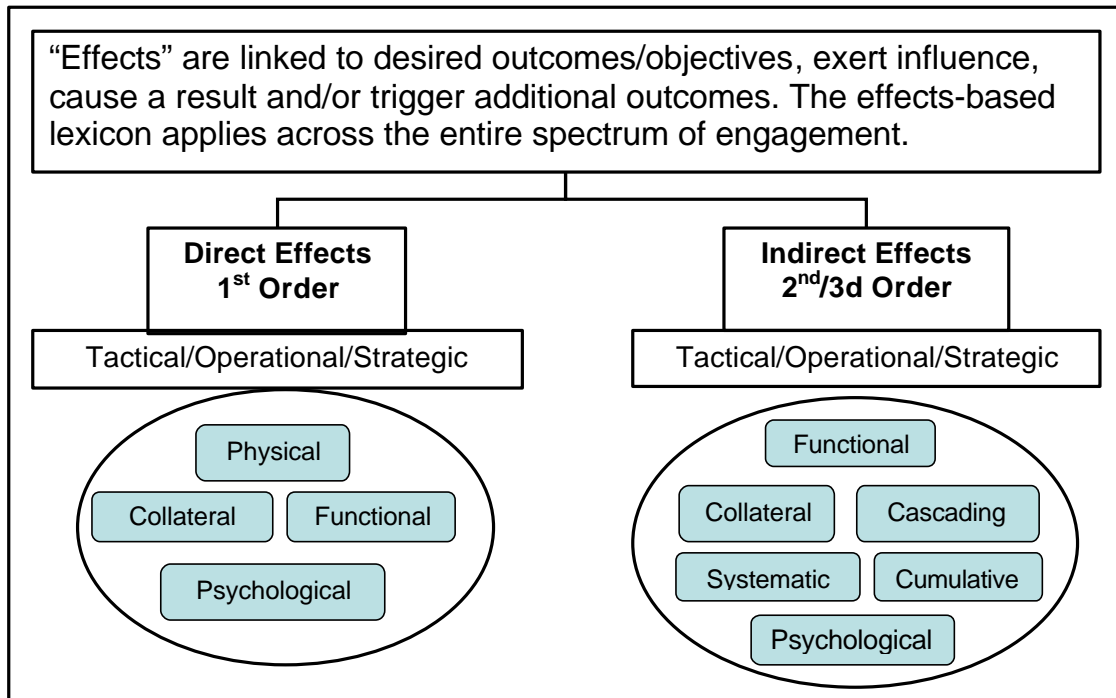 “Effects” are linked to desired outcomes/objectives, exert influence,
cause a result and/or trigger additional outcomes. The effects-based
lexicon applies across the entire spectrum of engagement.
Direct Effects
1st Order
Tactical/Operational/Strategic
Physical
Collateral
Functional
Psychological
Indirect Effects
2nd/3d Order
Tactical/Operational/Strategic
Functional
Collateral
Cascading
Systematic
Cumulative
Psychological